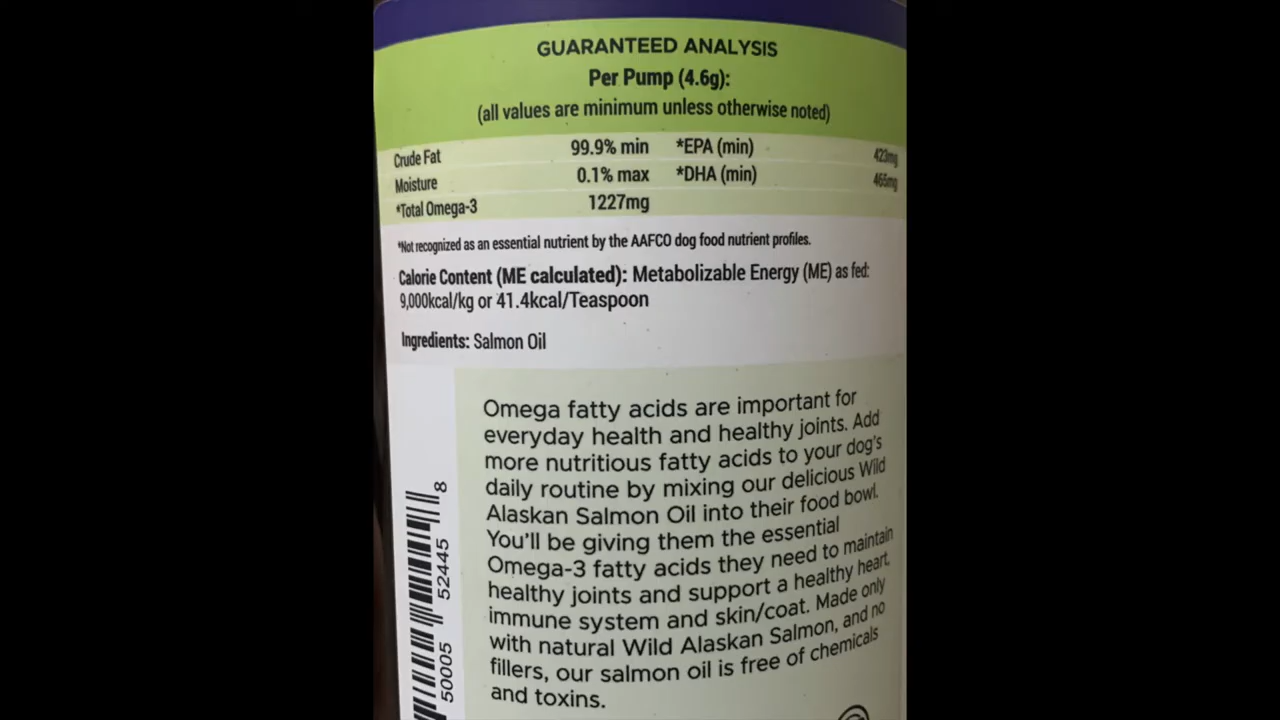 GUARANTEED ANALYSIS
Per Pump (4.6g):
(all values are minimum unless otherwise noted)
Crude Fat 99.9% min *EPA (min) 423mg
Moisture 0.1% max *DHA (min) 465mg
*Total Omega-3 1227mg
*Not recognized as an essential nutrient by the AAFCO dog food nutrient profiles.
Calorie Content (ME calculated): Metabolizable Energy (ME) as fed:
9,000kcal/kg or 41.4kcal/Teaspoon
Ingredients: Salmon Oil
Omega fatty acids are important for
everyday health and healthy joints. Add
more nutritious fatty acids to your dog's
daily routine by mixing our delicious Wild
Alaskan Salmon Oil into their food bowl.
You'll be giving them the essential
Omega-3 fatty acids they need to maintain
healthy joints and support a healthy heart,
immune system and skin/coat. Made only
with natural Wild Alaskan Salmon, and no
fillers, our salmon oil is free of chemicals
and toxins.
50005 52445 8